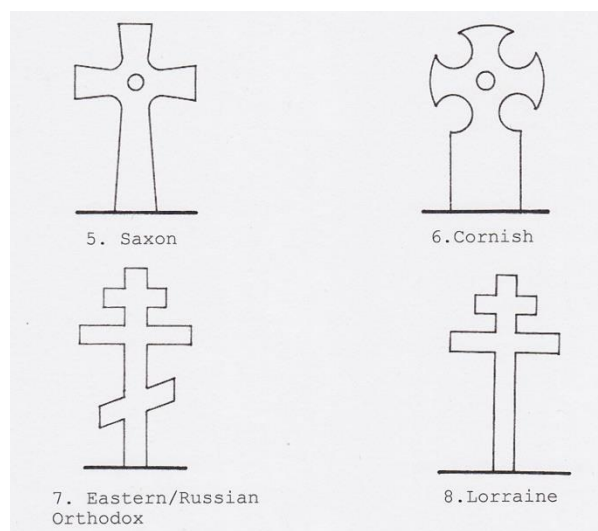 5. Saxon
6.Cornish
7. Eastern/Russian
Orthodox
8.Lorraine